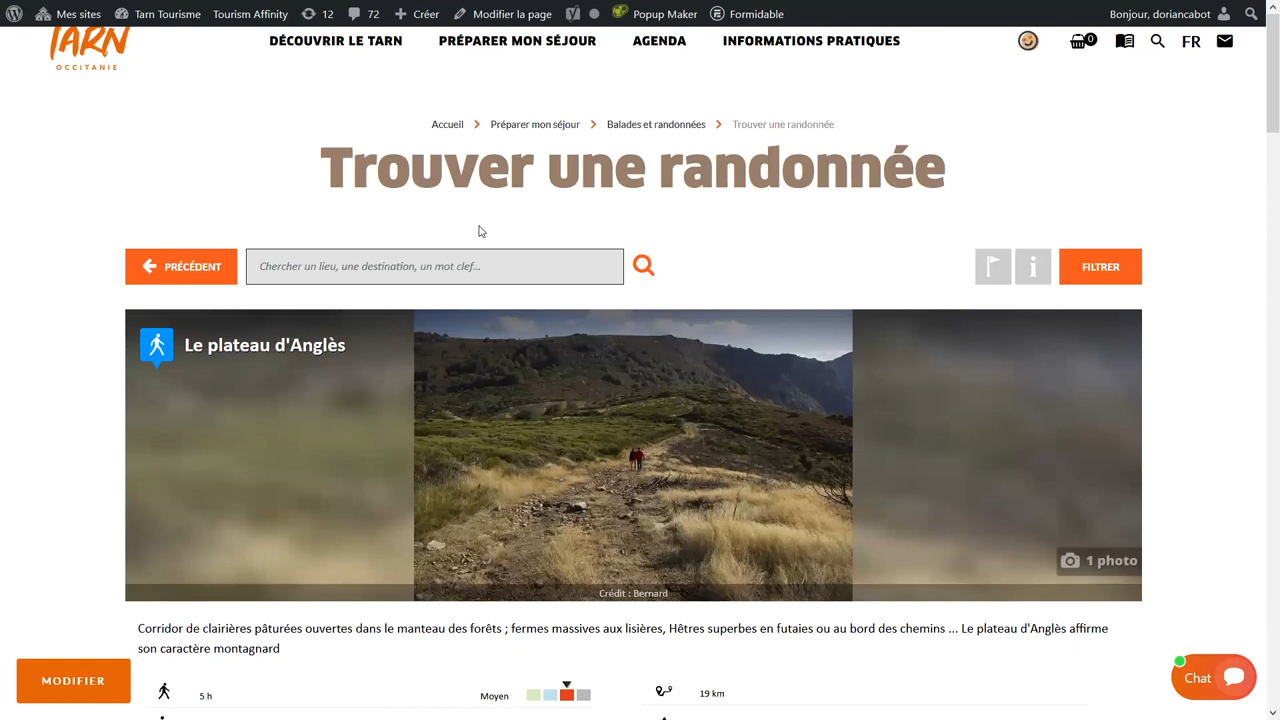 Mes sites Tarn Tourisme Tourism Affinity 12 72 Créer Modifier la page Popup Maker Formidable Bonjour, doriancabot
TARN
OCCITANIE
DÉCOUVRIR LE TARN PRÉPARER MON SÉJOUR AGENDA INFORMATIONS PRATIQUES 0 FR
Accueil Préparer mon séjour Balades et randonnées Trouver une randonnée
Trouver une randonnée
PRÉCÉDENT Chercher un lieu, une destination, un mot clef... FILTRER
Le plateau d'Anglès
1 photo
Crédit : Bernard
Corridor de clairières pâturées ouvertes dans le manteau des forêts ; fermes massives aux lisières, Hêtres superbes en futaies ou au bord des chemins ... Le plateau d'Anglès affirme
son caractère montagnard
MODIFIER
Chat
5 h Moyen 19 km